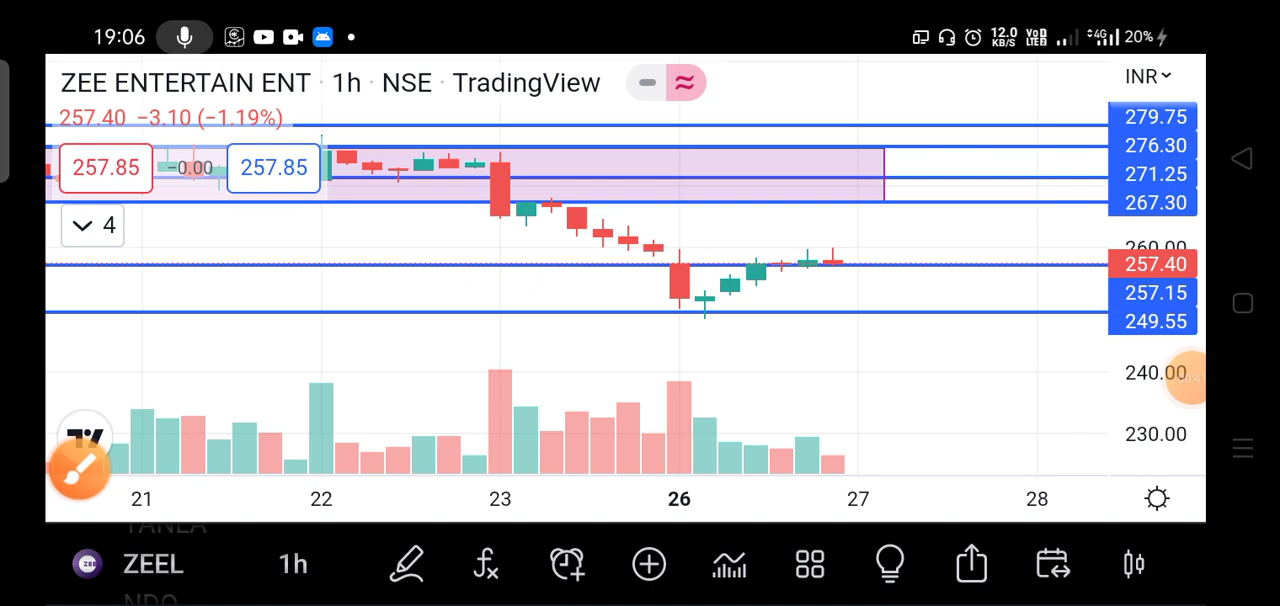 19:06
12.0 KB/S VoD LTE2 4G 20%
ZEE ENTERTAIN ENT · 1h · NSE · TradingView
INR
257.40 −3.10 (−1.19%)
257.85 −0.00 257.85
4
279.75
276.30
271.25
267.30
260.00
257.40
257.15
249.55
240.00
230.00
21 22 23 26 27 28
TANLA
ZEEL 1h